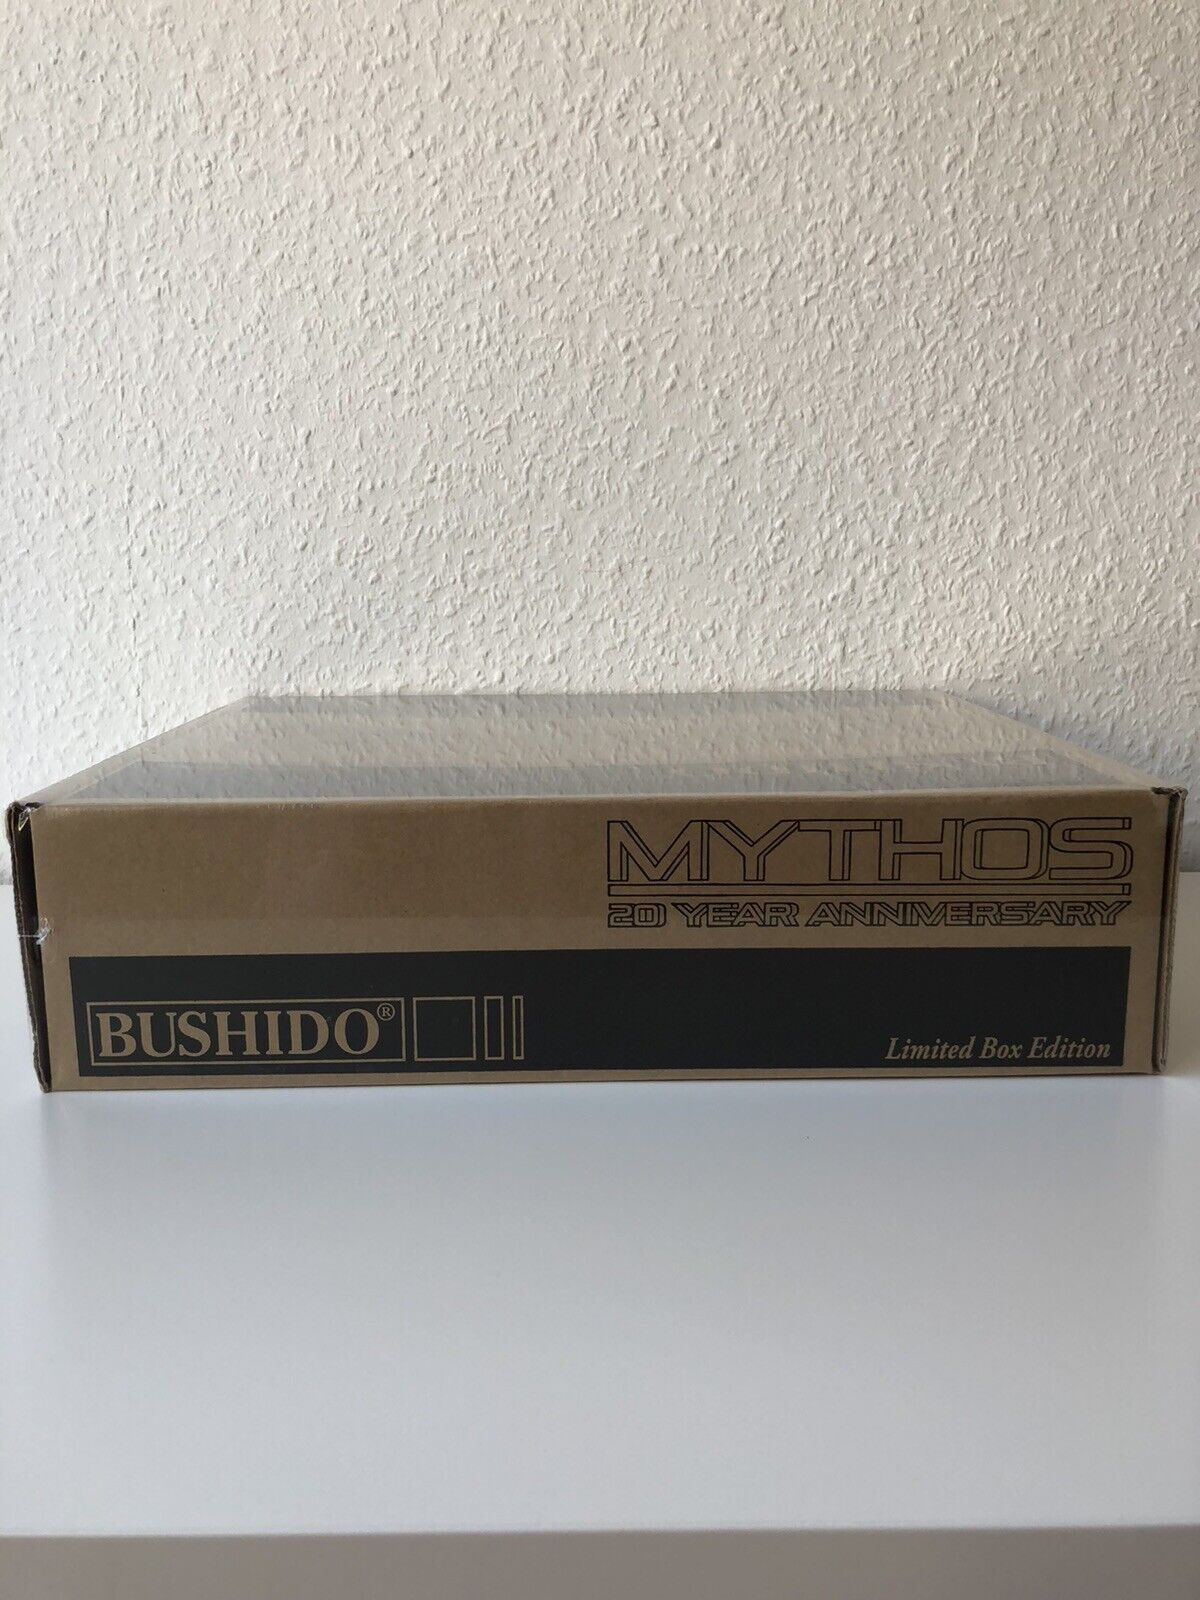 MYTHOS
20 YEAR ANNIVERSARY
BUSHIDO®
Limited Box Edition